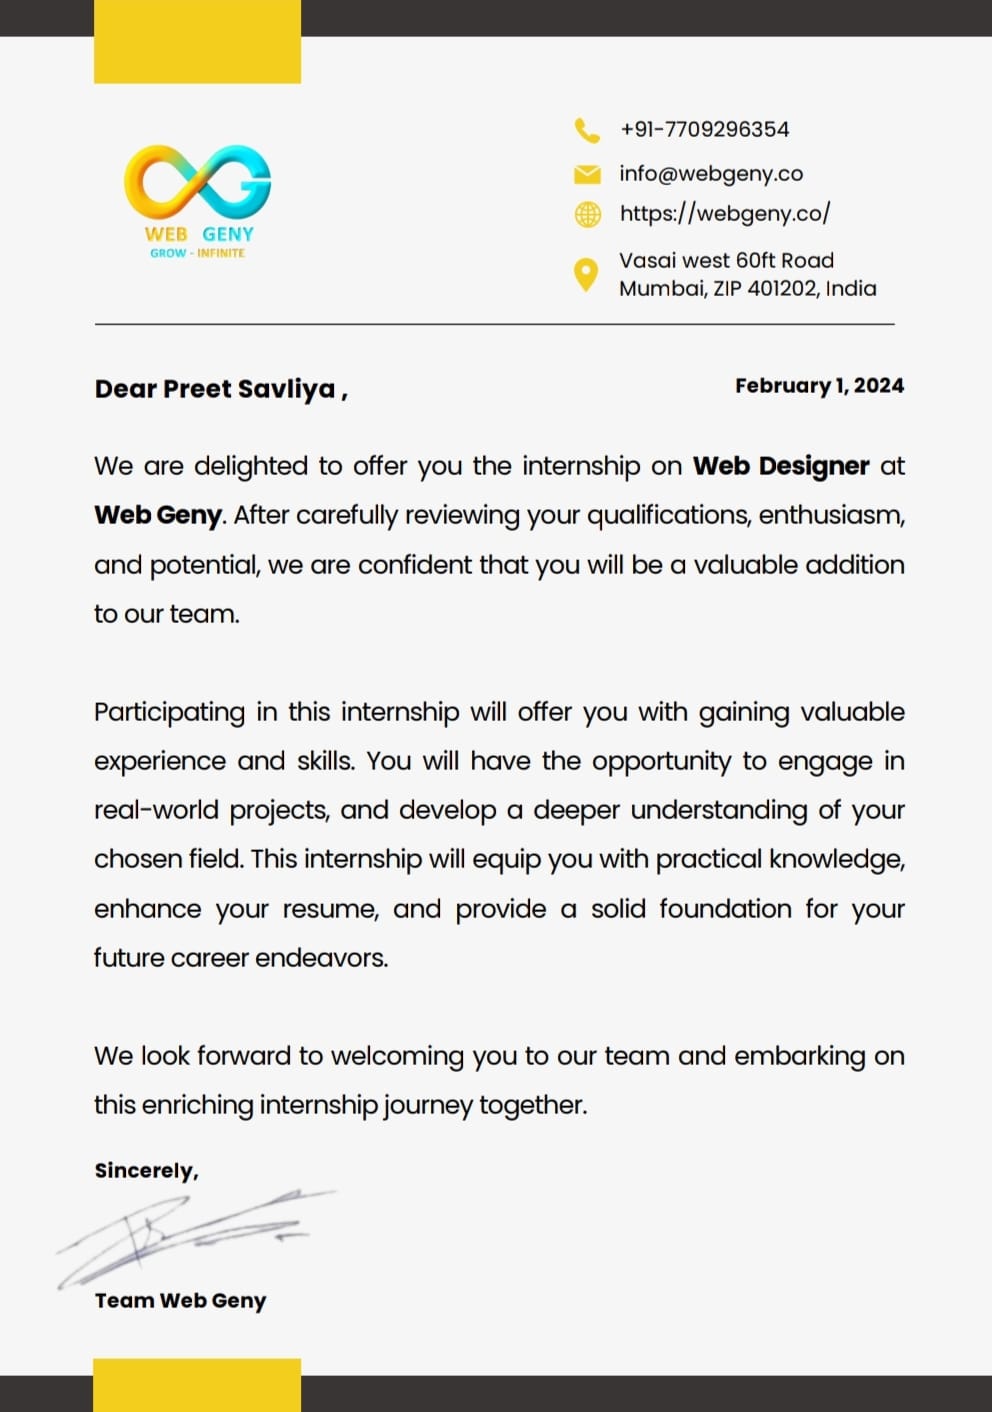 +91-7709296354
info@webgeny.co
https://webgeny.co/
Vasai west 60ft Road
Mumbai, ZIP 401202, India
WEB GENY
GROW - INFINITE
Dear Preet Savliya ,
February 1, 2024
We are delighted to offer you the internship on Web Designer at
Web Geny. After carefully reviewing your qualifications, enthusiasm,
and potential, we are confident that you will be a valuable addition
to our team.
Participating in this internship will offer you with gaining valuable
experience and skills. You will have the opportunity to engage in
real-world projects, and develop a deeper understanding of your
chosen field. This internship will equip you with practical knowledge,
enhance your resume, and provide a solid foundation for your
future career endeavors.
We look forward to welcoming you to our team and embarking on
this enriching internship journey together.
Sincerely,
Team Web Geny